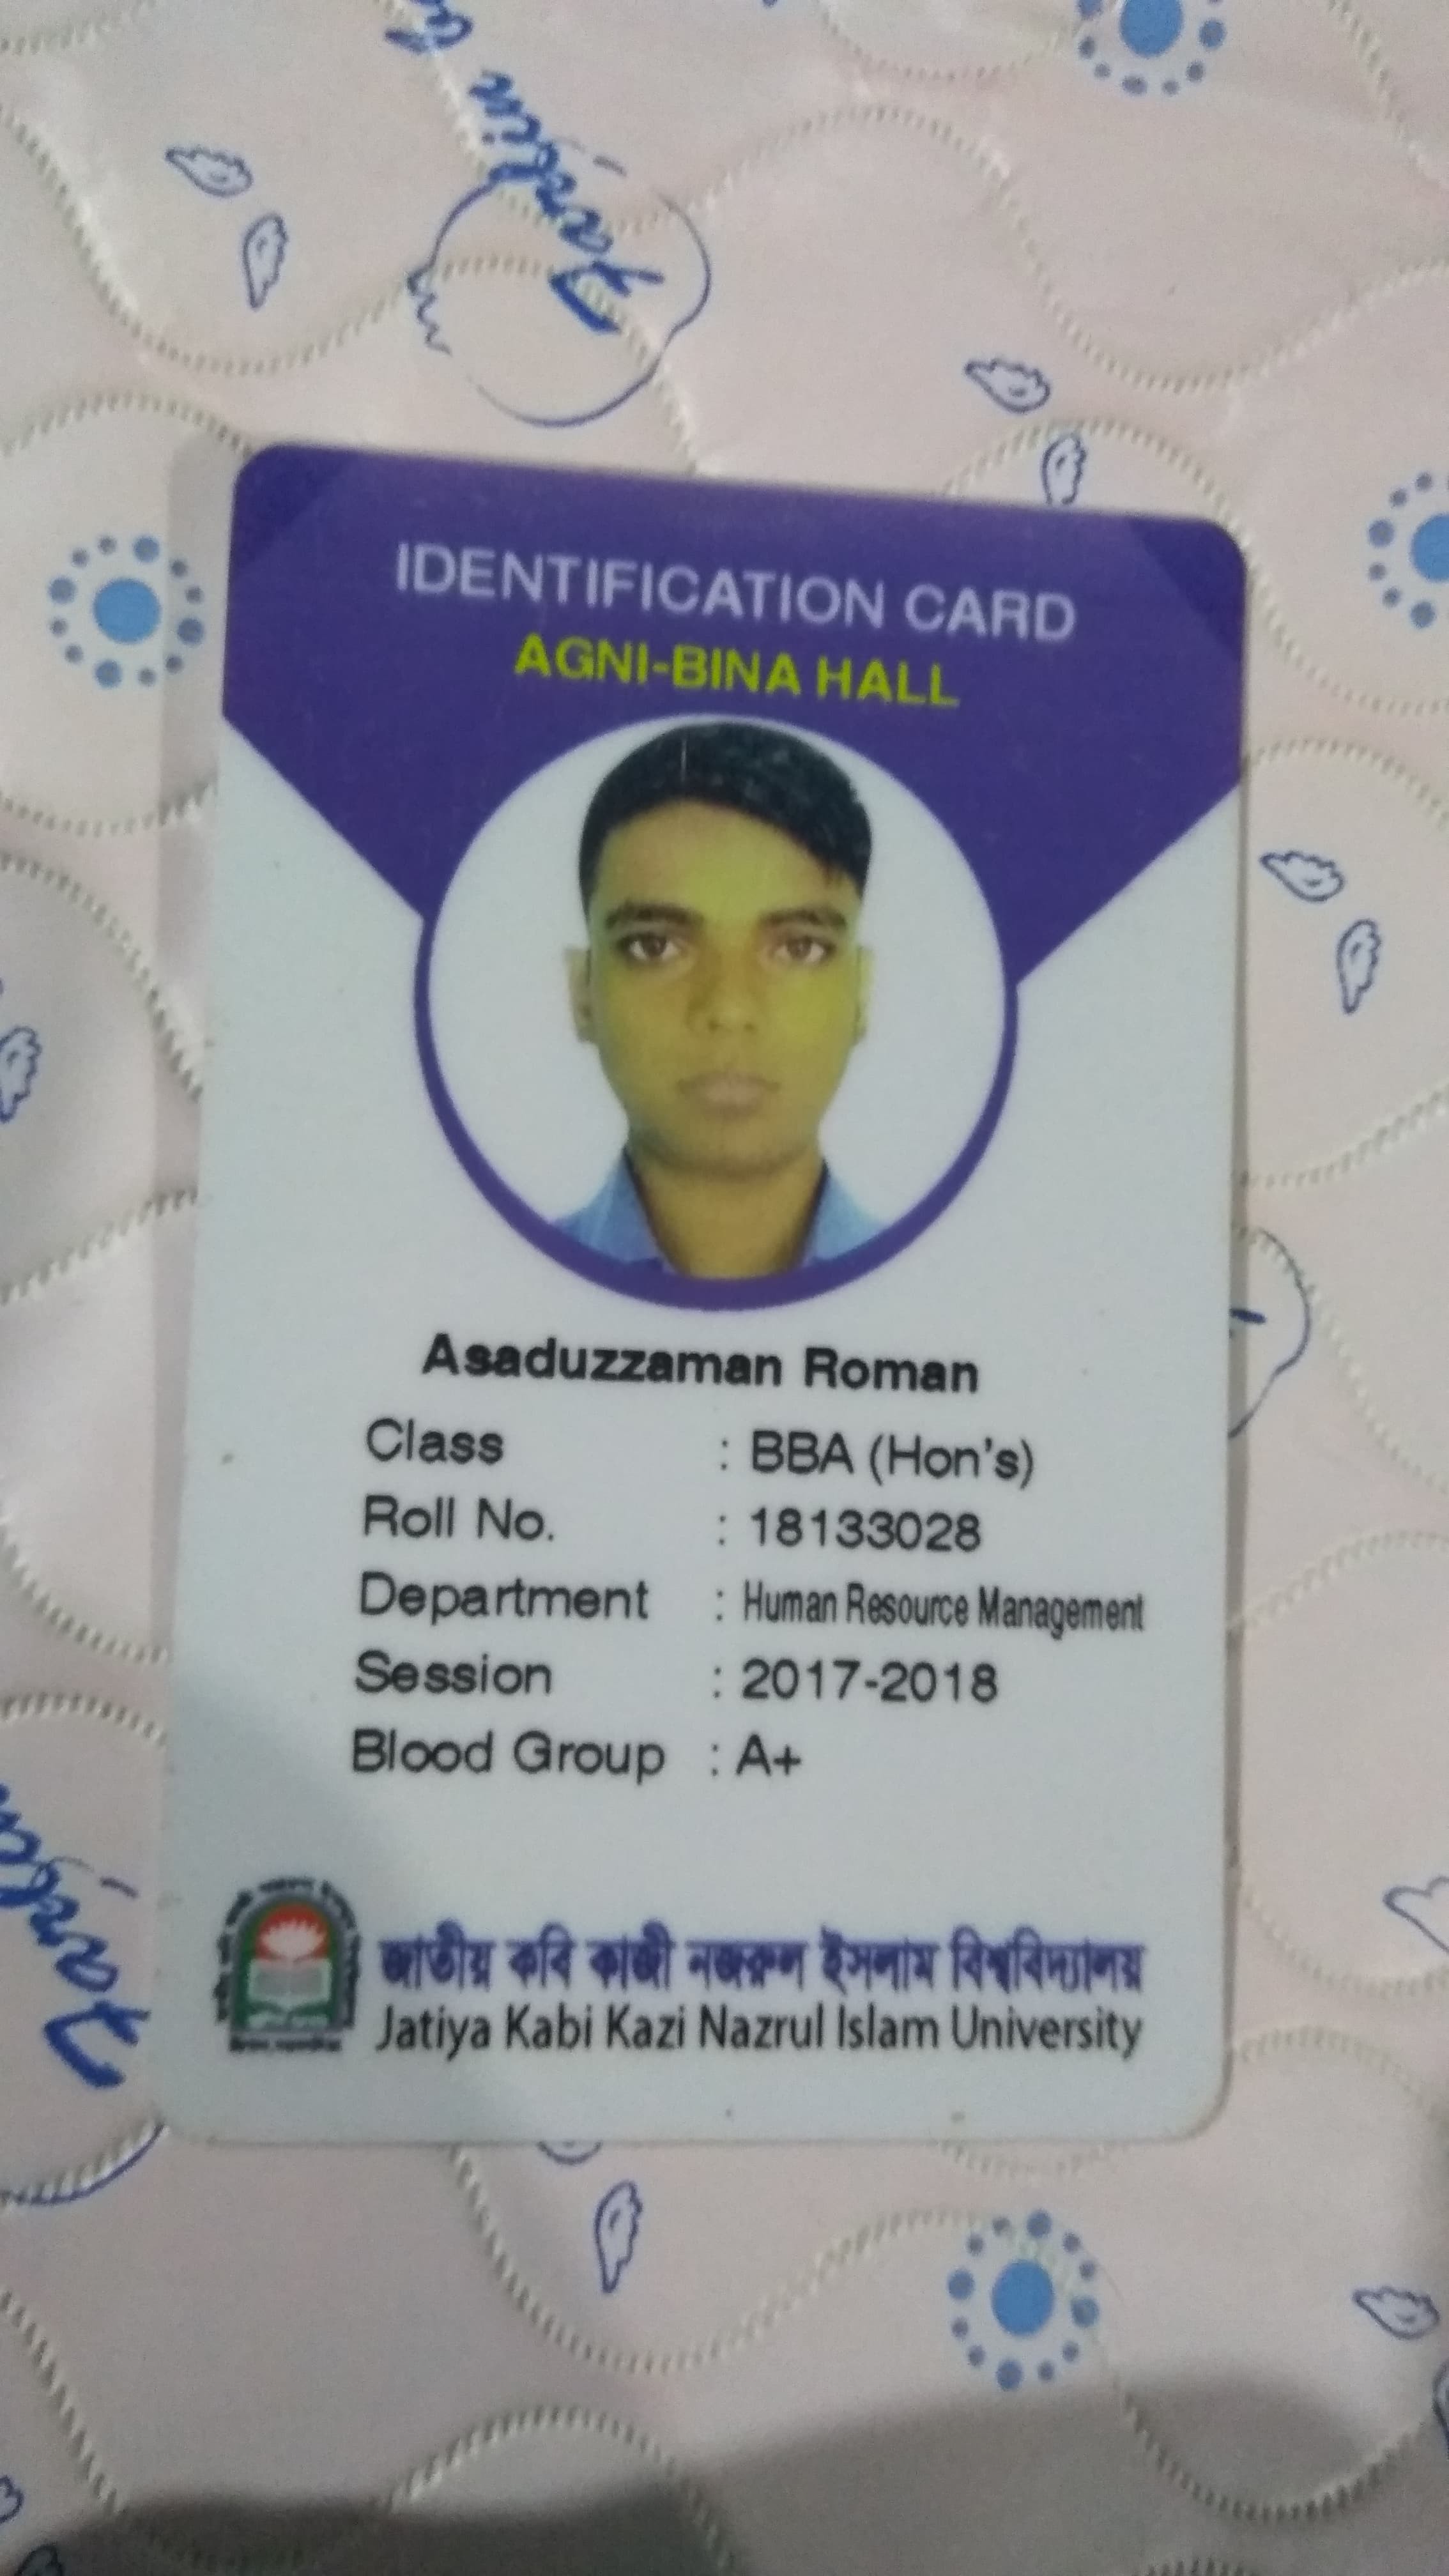 IDENTIFICATION CARD
AGNI-BINA HALL
Asaduzzaman Roman
Class : BBA (Hon's)
Roll No. : 18133028
Department : Human Resource Management
Session : 2017-2018
Blood Group : A+
জাতীয় কবি কাজী নজরুল ইসলাম বিশ্ববিদ্যালয়
Jatiya Kabi Kazi Nazrul Islam University